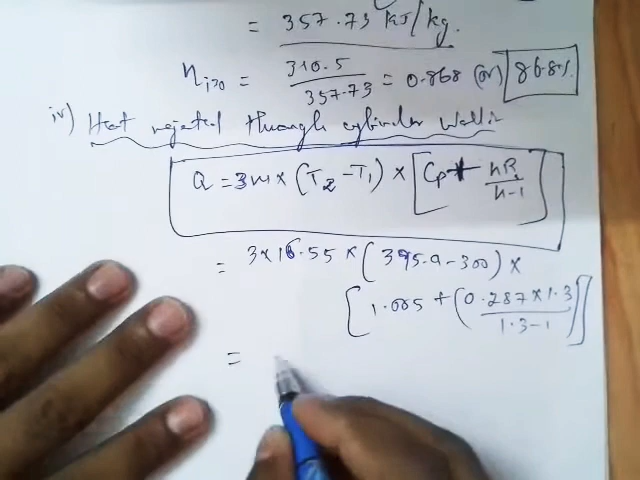 = 357.73 KJ/kg.
η iso = 310.5 / 357.73 = 0.868 (or) 86.8%
iv) Heat rejected through cylinder walls
Q = 3m × (T2 - T1) × [Cp + nR / n-1]
= 3×16.55 × (395.9 - 300) ×
[1.005 + (0.287×1.3 / 1.3-1)]
=